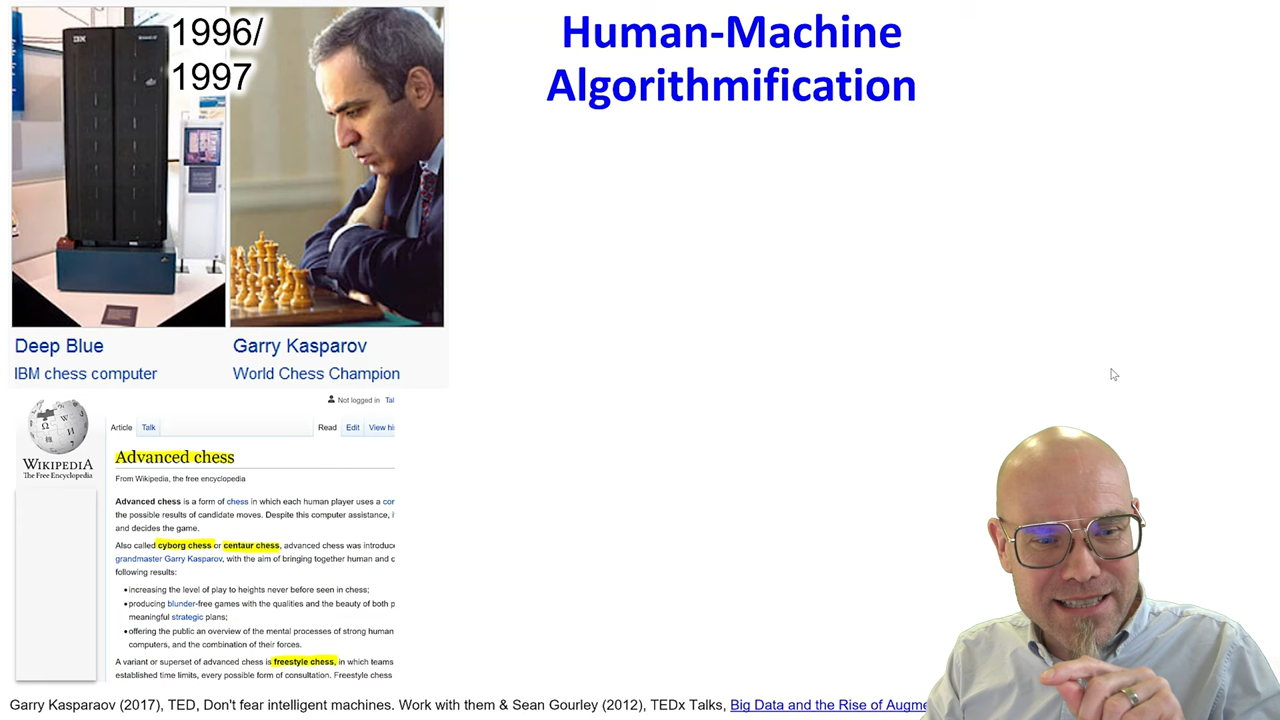 1996/
1997
Human-Machine
Algorithmification
IBM
Deep Blue
Garry Kasparov
IBM chess computer
World Chess Champion
Not logged in Tal
Article Talk Read Edit View hi
WIKIPEDIA
The Free Encyclopedia
Advanced chess
From Wikipedia, the free encyclopedia
Advanced chess is a form of chess in which each human player uses a cor
the possible results of candidate moves. Despite this computer assistance, i
and decides the game.
Also called cyborg chess or centaur chess, advanced chess was introduc
grandmaster Garry Kasparov, with the aim of bringing together human and c
following results:
•increasing the level of play to heights never before seen in chess;
•producing blunder-free games with the qualities and the beauty of both p
meaningful strategic plans;
•offering the public an overview of the mental processes of strong human
computers, and the combination of their forces.
A variant or superset of advanced chess is freestyle chess, in which teams
established time limits, every possible form of consultation. Freestyle chess
Garry Kasparaov (2017), TED, Don't fear intelligent machines. Work with them & Sean Gourley (2012), TEDx Talks, Big Data and the Rise of Augme